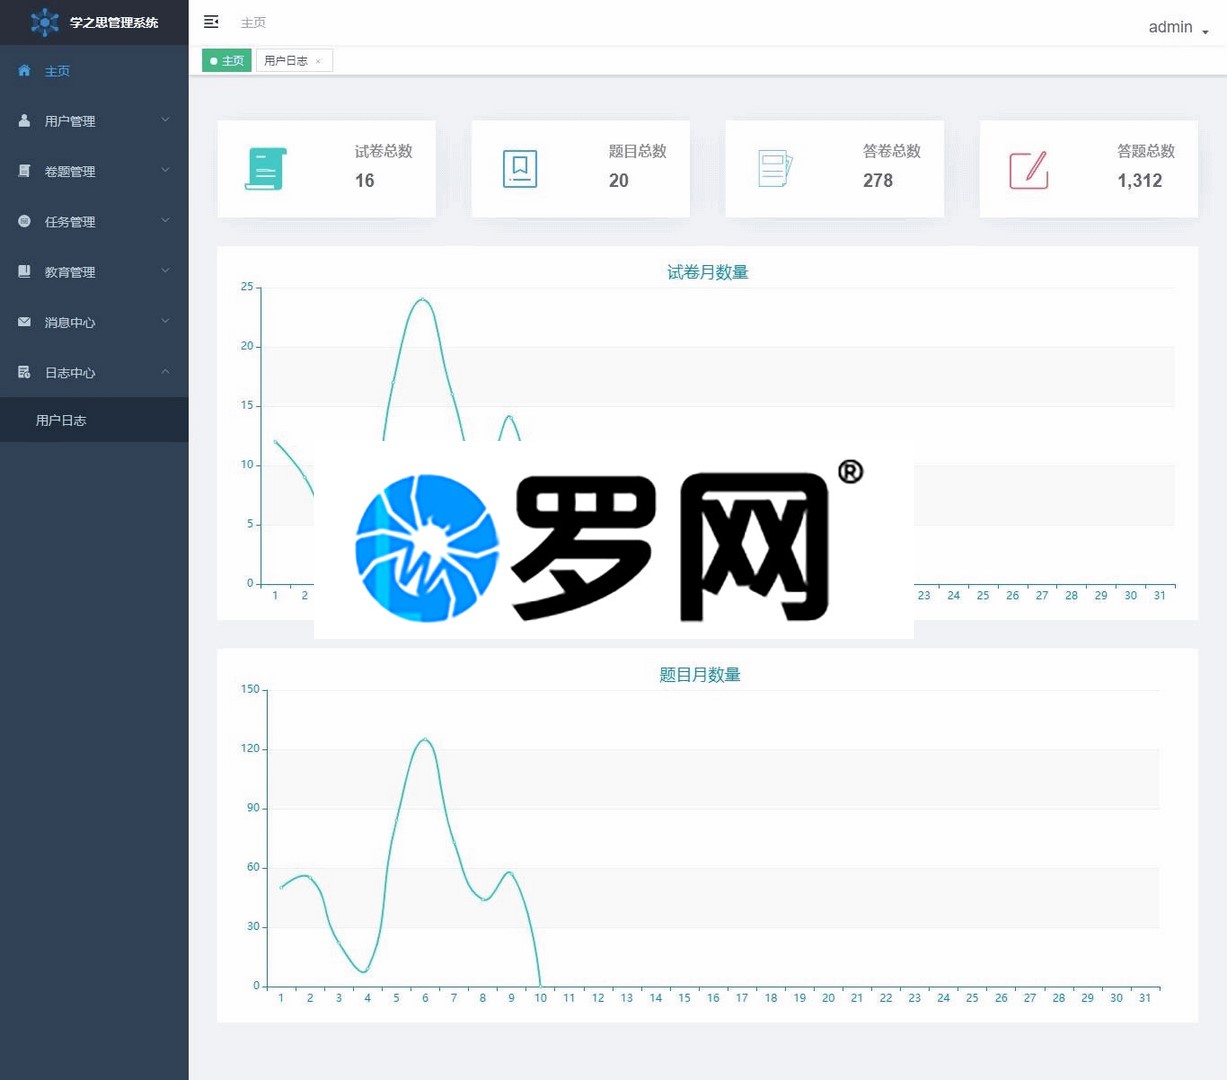 学之思管理系统
主页
admin
主页
用户日志 ×
主页
用户管理
卷题管理
任务管理
教育管理
消息中心
日志中心
用户日志
试卷总数
16
题目总数
20
答卷总数
278
答题总数
1,312
试卷月数量
25
20
15
10
5
0
1 2 23 24 25 26 27 28 29 30 31
罗网®
题目月数量
150
120
90
60
30
0
1 2 3 4 5 6 7 8 9 10 11 12 13 14 15 16 17 18 19 20 21 22 23 24 25 26 27 28 29 30 31